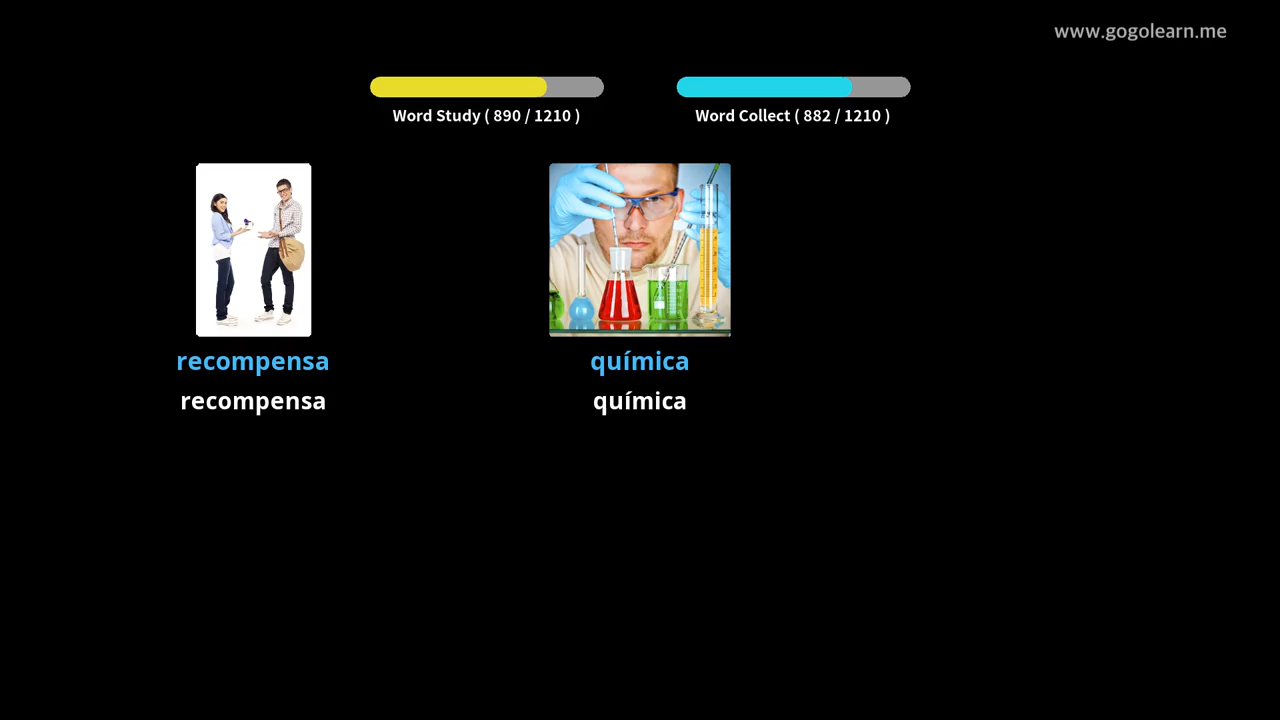 www.gogolearn.me
Word Study ( 890 / 1210 )
Word Collect ( 882 / 1210 )
recompensa
recompensa
química
química